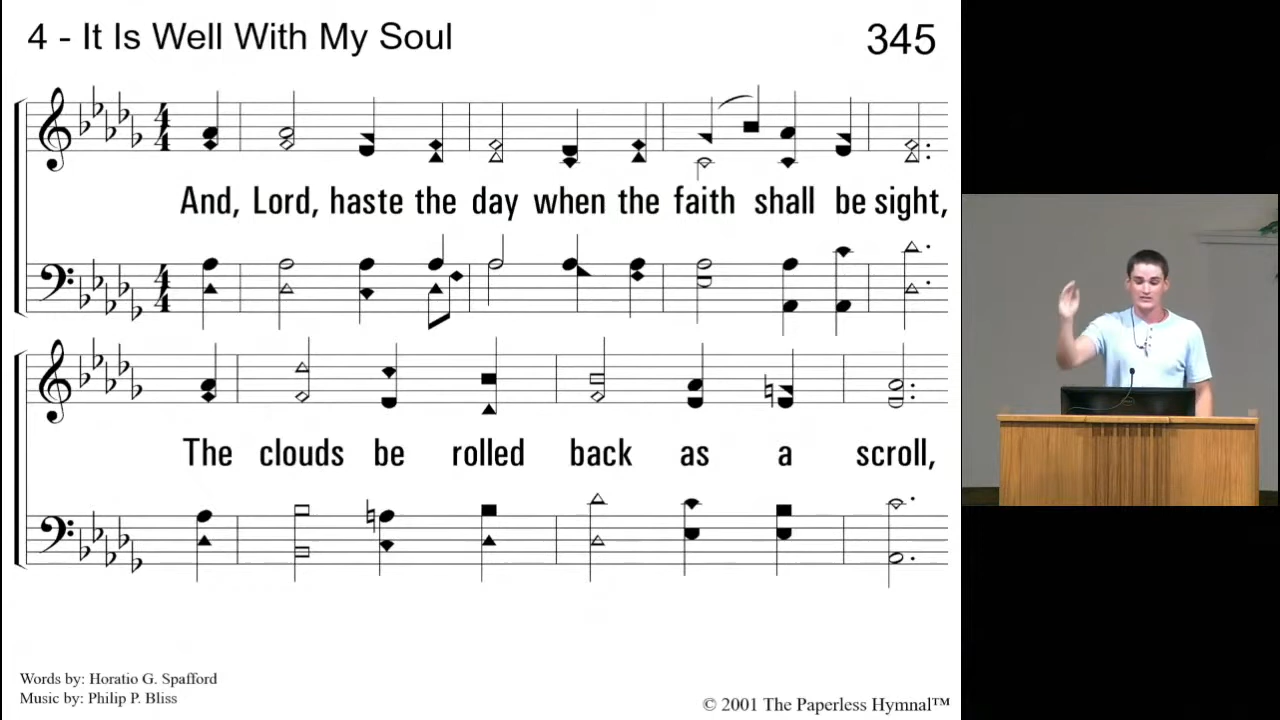 4 - It Is Well With My Soul
345
And, Lord, haste the day when the faith shall be sight,
The clouds be rolled back as a scroll,
Words by: Horatio G. Spafford
Music by: Philip P. Bliss
© 2001 The Paperless Hymnal™